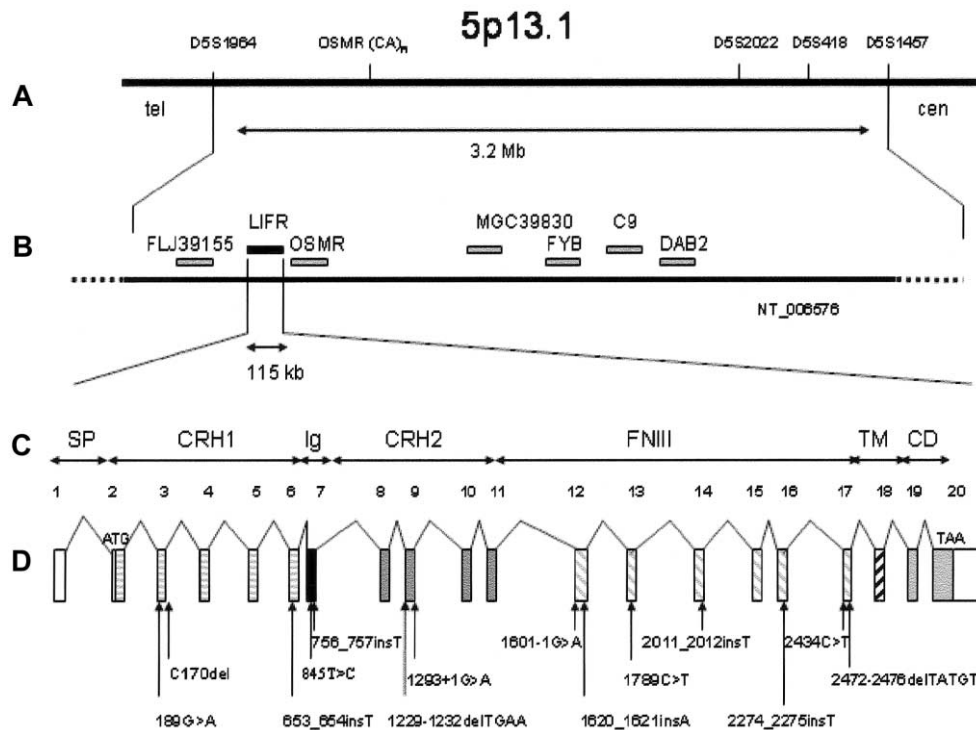 5p13.1
D5S1964 OSMR (CA)n D5S2022 D5S418 D5S1457
A
tel cen
3.2 Mb
B
LIFR MGC39830 C9
FLJ39155 OSMR FYB DAB2
NT_006576
115 kb
C SP CRH1 Ig CRH2 FNIII TM CD
1 2 3 4 5 6 7 8 9 10 11 12 13 14 15 16 17 18 19 20
ATG TAA
D
756_757insT 1601-1G>A 2011_2012insT 2434C>T
C170del 845T>C 1293+1G>A 1789C>T 2472-2476delTATGT
189G>A 653_654insT 1229-1232delTGAA 1620_1621insA 2274_2275insT